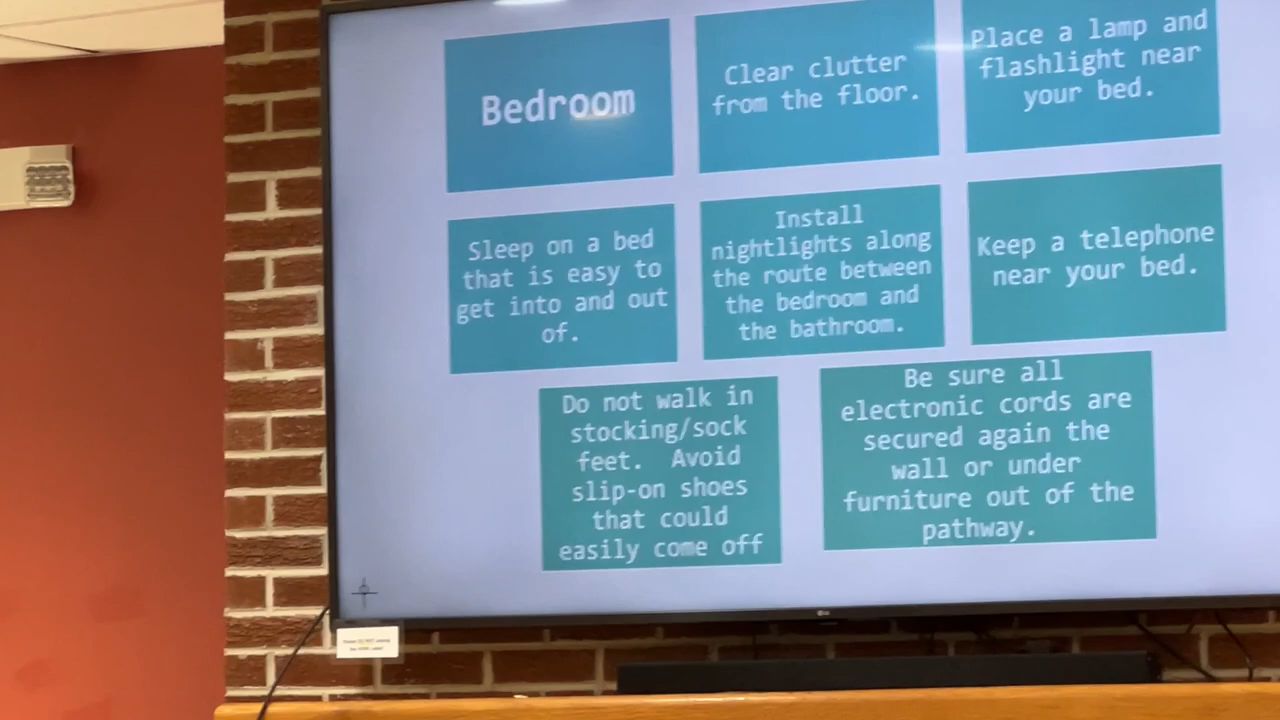 Bedroom
Clear clutter
from the floor.
Place a lamp and
flashlight near
your bed.
Sleep on a bed
that is easy to
get into and out
of.
Install
nightlights along
the route between
the bedroom and
the bathroom.
Keep a telephone
near your bed.
Do not walk in
stocking/sock
feet. Avoid
slip-on shoes
that could
easily come off
Be sure all
electronic cords are
secured again the
wall or under
furniture out of the
pathway.